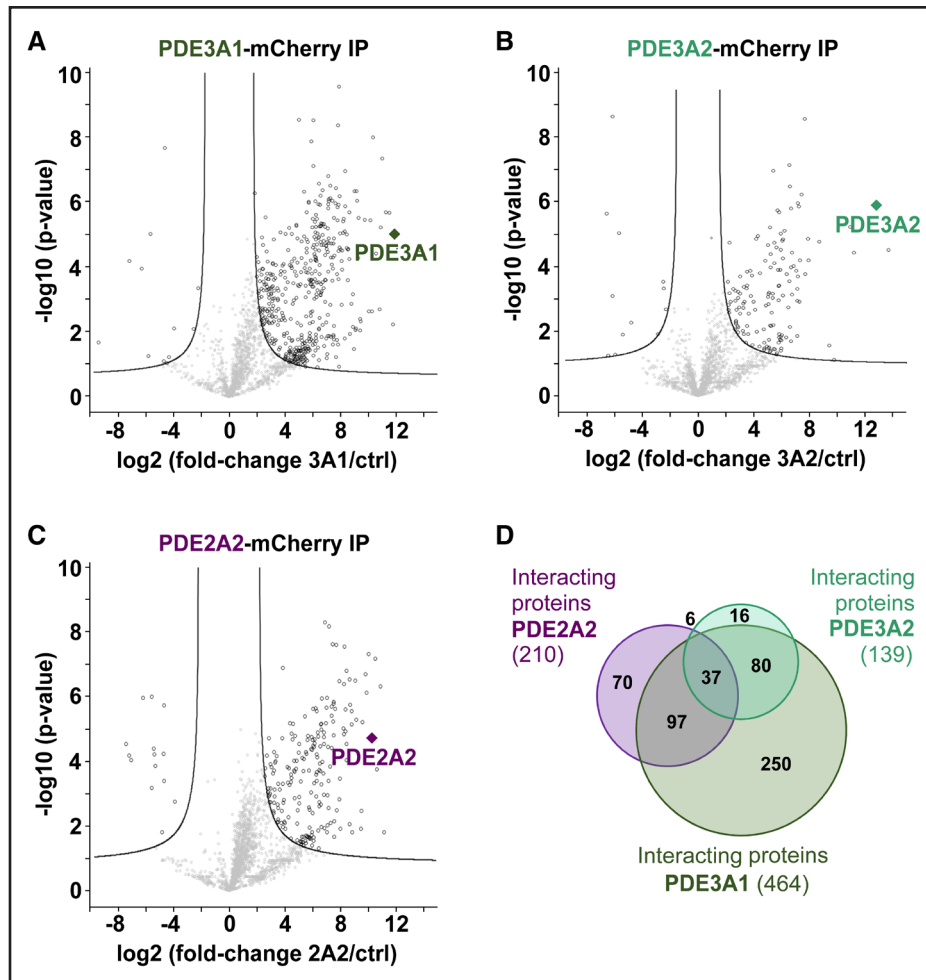 A
PDE3A1-mCherry IP
10
8
6
4
2
0
-log10 (p-value)
PDE3A1
-8 -4 0 4 8 12
log2 (fold-change 3A1/ctrl)
B
PDE3A2-mCherry IP
10
8
6
4
2
0
-log10 (p-value)
PDE3A2
-8 -4 0 4 8 12
log2 (fold-change 3A2/ctrl)
C
PDE2A2-mCherry IP
10
8
6
4
2
0
-log10 (p-value)
PDE2A2
-8 -4 0 4 8 12
log2 (fold-change 2A2/ctrl)
D
Interacting
proteins
PDE2A2
(210)
Interacting
proteins
PDE3A2
(139)
6
16
70
37
80
97
250
Interacting proteins
PDE3A1 (464)